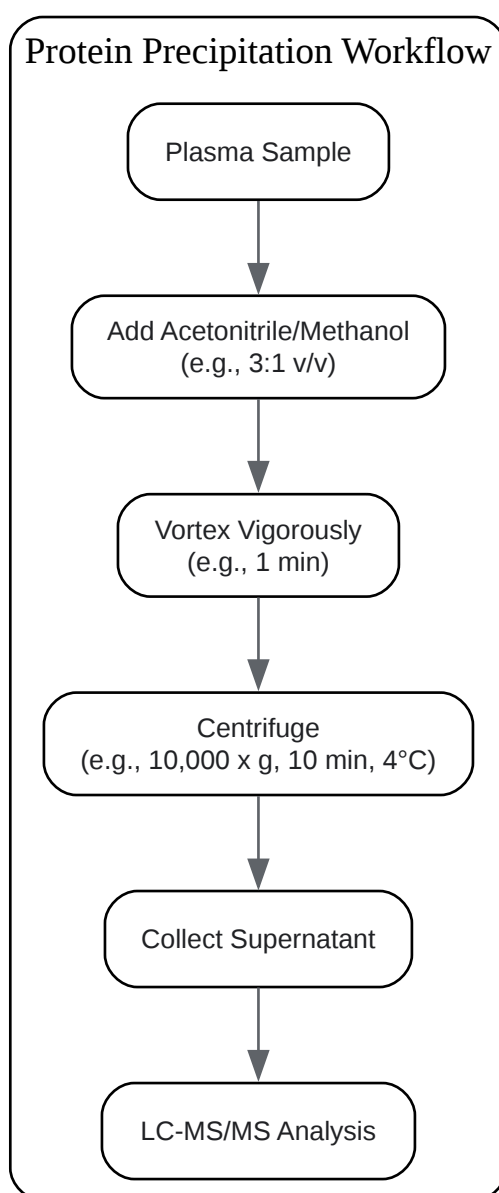 Protein Precipitation Workflow
Plasma Sample
Add Acetonitrile/Methanol
(e.g., 3:1 v/v)
Vortex Vigorously
(e.g., 1 min)
Centrifuge
(e.g., 10,000 x g, 10 min, 4°C)
Collect Supernatant
LC-MS/MS Analysis